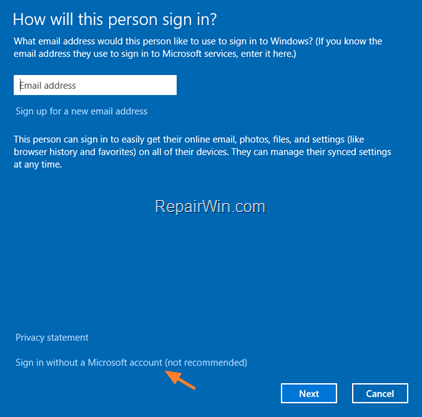 How will this person sign in?
What email address would this person like to use to sign in to Windows? (If you know the
email address they use to sign in to Microsoft services, enter it here.)
Email address
Sign up for a new email address
This person can sign in to easily get their online email, photos, files, and settings (like
browser history and favorites) on all of their devices. They can manage their synced settings
at any time.
RepairWin.com
Privacy statement
Sign in without a Microsoft account (not recommended)
Next Cancel